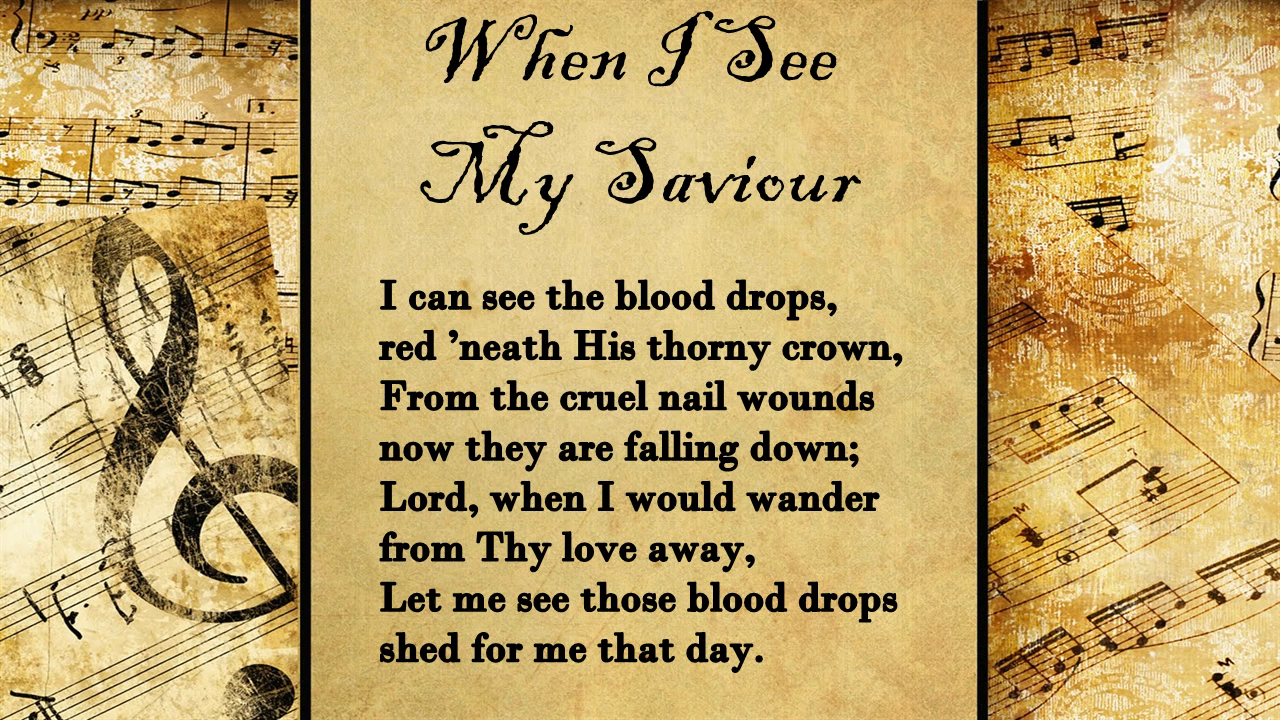 When I See
My Saviour
I can see the blood drops,
red ’neath His thorny crown,
From the cruel nail wounds
now they are falling down;
Lord, when I would wander
from Thy love away,
Let me see those blood drops
shed for me that day.